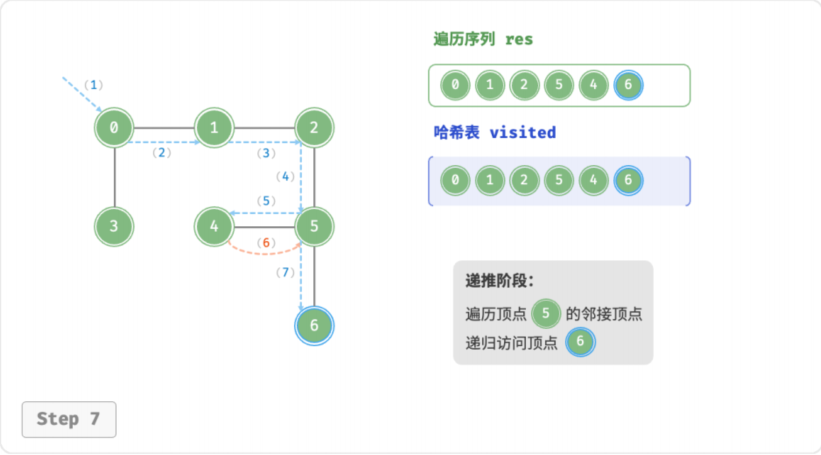 遍历序列 res
0 1 2 5 4 6
哈希表 visited
0 1 2 5 4 6
(1)
0 1 2
(2) (3)
(4)
(5)
3 4 5
(6)
(7)
6
递推阶段:
遍历顶点 5 的邻接顶点
递归访问顶点 6
Step 7